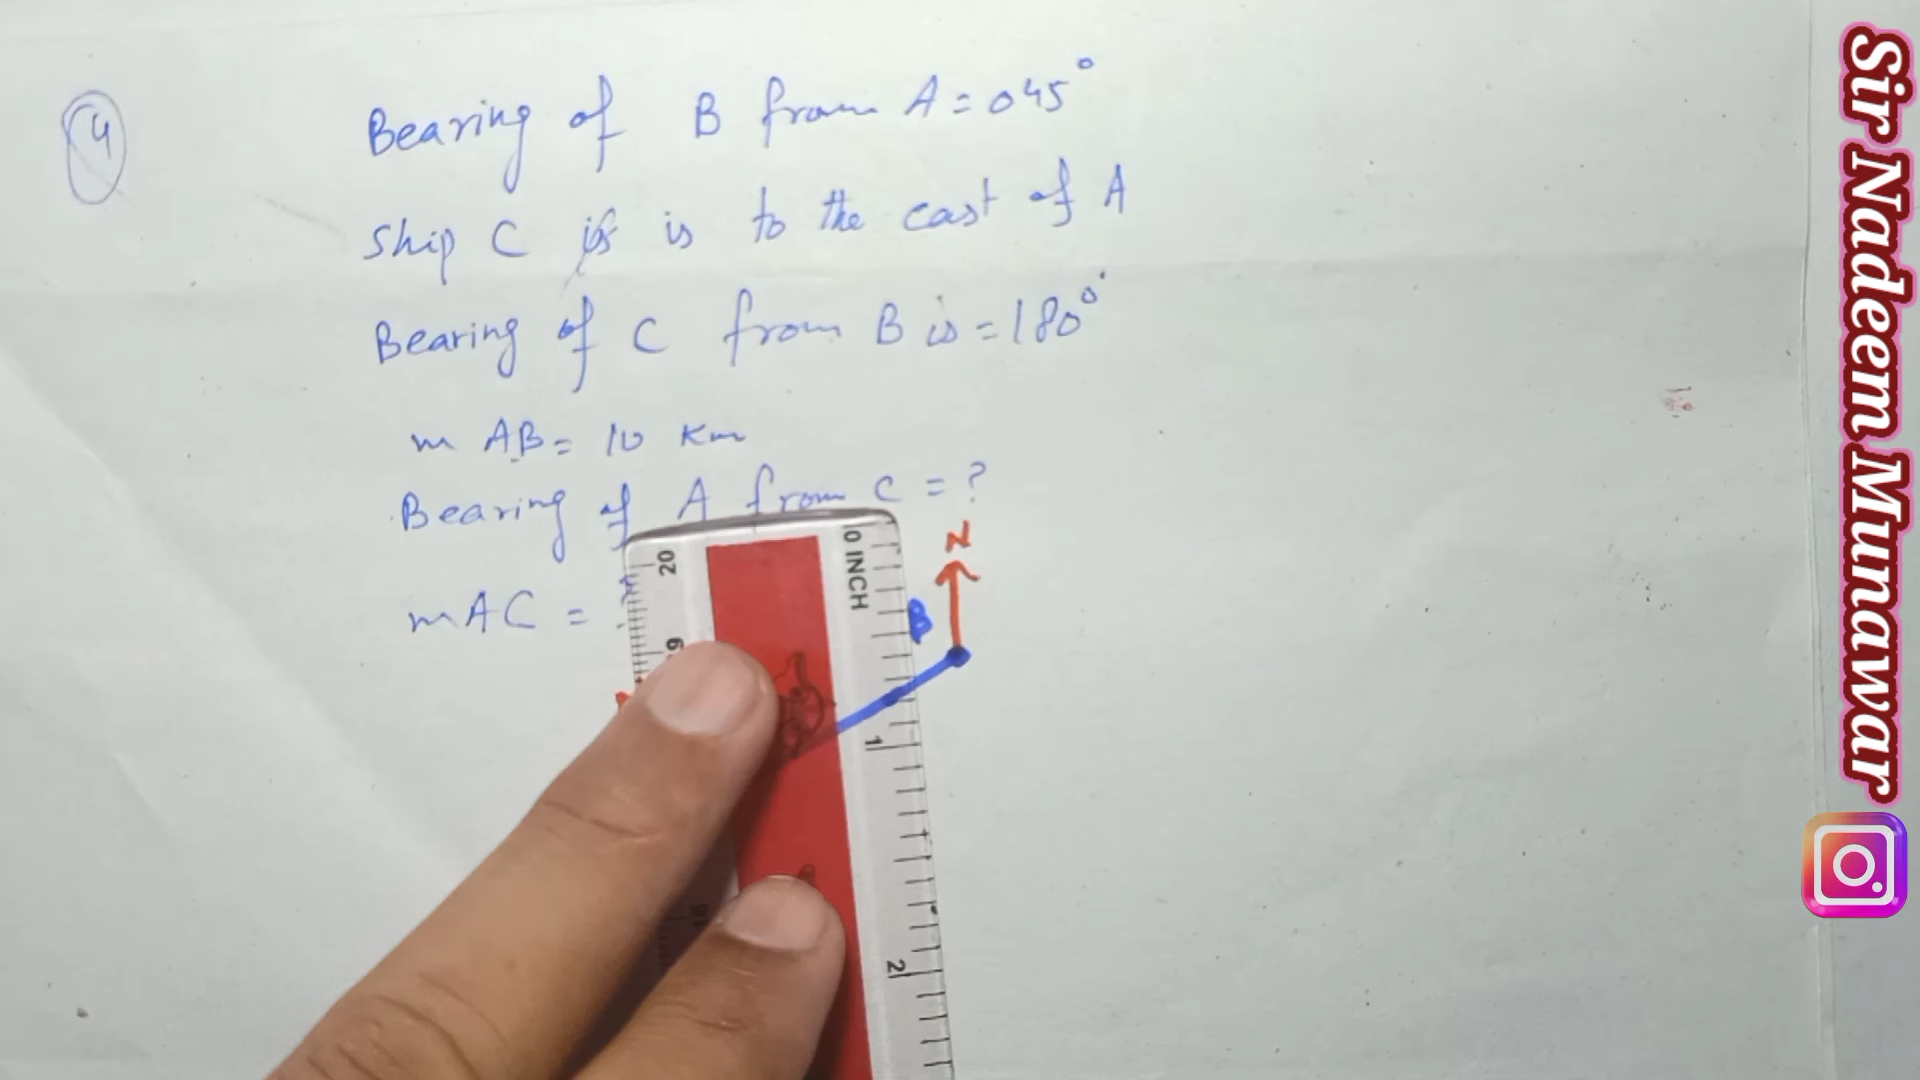 4
Bearing of B from A = 045°
Ship C is is to the east of A
Bearing of C from B is = 180°
m AB = 10 Km
Bearing of A from C = ?
mAC = ?
N
B
0 INCH
1
2
20
Sir Nadeem Munawar